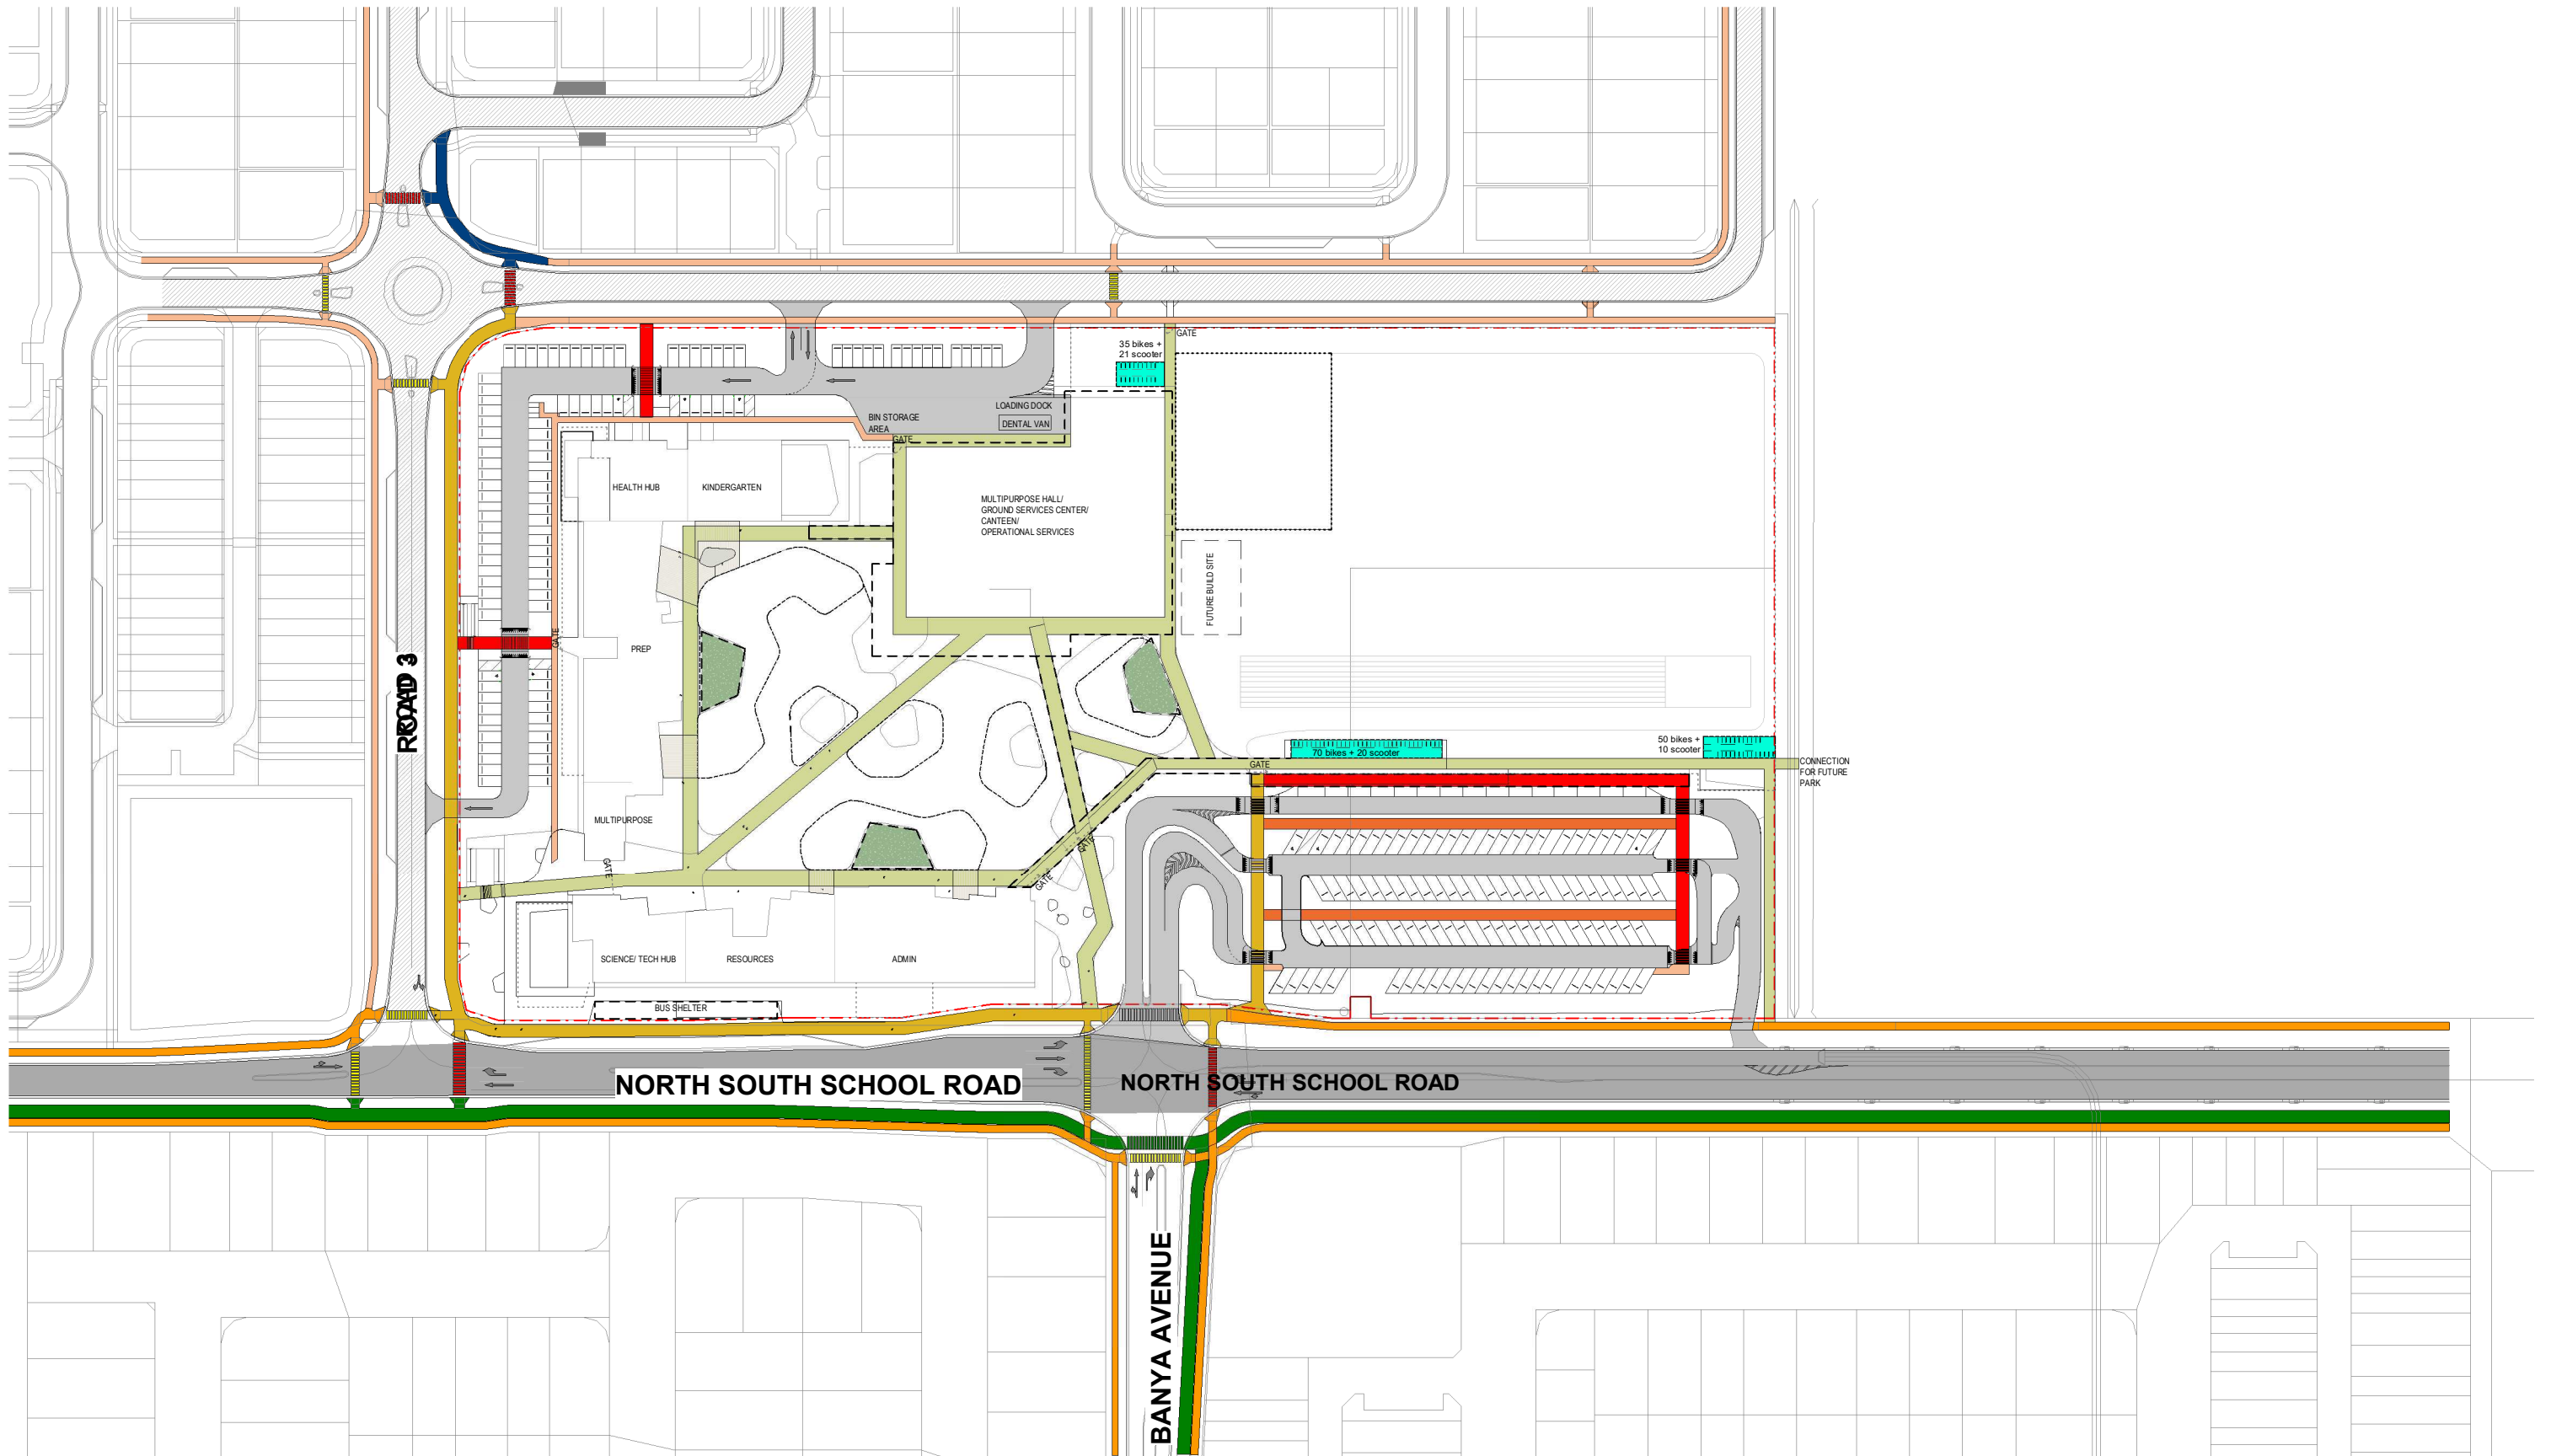 GATE
35 bikes +
21 scooter
LOADING DOCK
BIN STORAGE
AREA
DENTAL VAN
GATE
HEALTH HUB
KINDERGARTEN
MULTIPURPOSE HALL/
GROUND SERVICES CENTER/
CANTEEN/
OPERATIONAL SERVICES
FUTURE BUILD SITE
GATE
PREP
ROAD 3
50 bikes +
10 scooter
70 bikes + 20 scooter
GATE
CONNECTION
FOR FUTURE
PARK
MULTIPURPOSE
GATE
GATE
GATE
SCIENCE/ TECH HUB
RESOURCES
ADMIN
BUS SHELTER
NORTH SOUTH SCHOOL ROAD
NORTH SOUTH SCHOOL ROAD
BANYA AVENUE